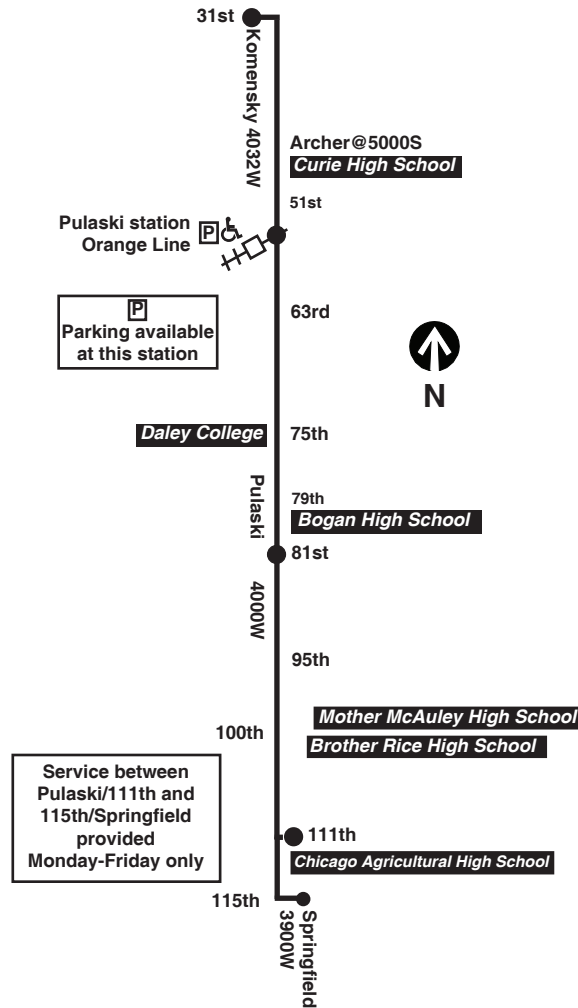 31st
Komensky 4032W
Archer@5000S
Curie High School
51st
Pulaski station
Orange Line
P
63rd
P
Parking available
at this station
N
Daley College
75th
Pulaski
79th
Bogan High School
81st
4000W
95th
Mother McAuley High School
100th
Brother Rice High School
Service between
Pulaski/111th and
115th/Springfield
provided
Monday-Friday only
111th
Chicago Agricultural High School
115th
Springfield
3900W